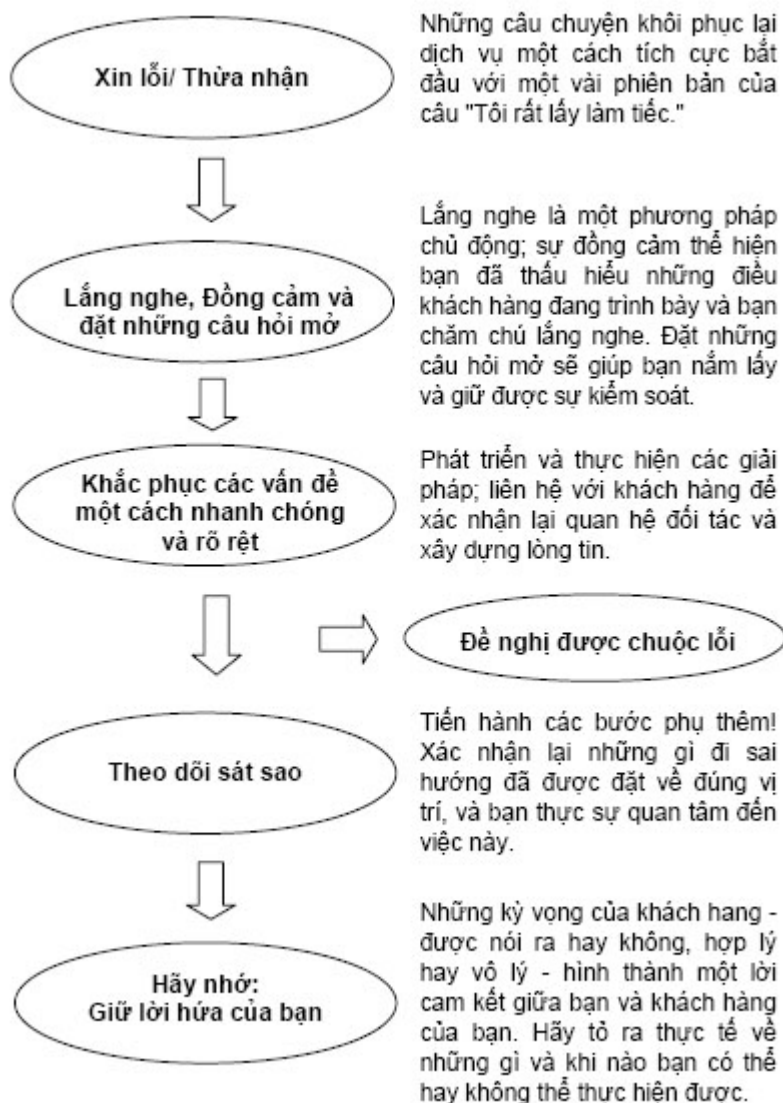 Xin lỗi/ Thừa nhận
Những câu chuyện khôi phục lại
dịch vụ một cách tích cực bắt
đầu với một vài phiên bản của
câu "Tôi rất lấy làm tiếc."
Lắng nghe, Đồng cảm và
đặt những câu hỏi mở
Lắng nghe là một phương pháp
chủ động; sự đồng cảm thể hiện
bạn đã thấu hiểu những điều
khách hàng đang trình bày và bạn
chăm chú lắng nghe. Đặt những
câu hỏi mở sẽ giúp bạn nắm lấy
và giữ được sự kiểm soát.
Khắc phục các vấn đề
một cách nhanh chóng
và rõ rệt
Phát triển và thực hiện các giải
pháp; liên hệ với khách hàng để
xác nhận lại quan hệ đối tác và
xây dựng lòng tin.
Đề nghị được chuộc lỗi
Theo dõi sát sao
Tiến hành các bước phụ thêm!
Xác nhận lại những gì đi sai
hướng đã được đặt về đúng vị
trí, và bạn thực sự quan tâm đến
việc này.
Hãy nhớ:
Giữ lời hứa của bạn
Những kỳ vọng của khách hang -
được nói ra hay không, hợp lý
hay vô lý - hình thành một lời
cam kết giữa bạn và khách hàng
của bạn. Hãy tỏ ra thực tế về
những gì và khi nào bạn có thể
hay không thể thực hiện được.